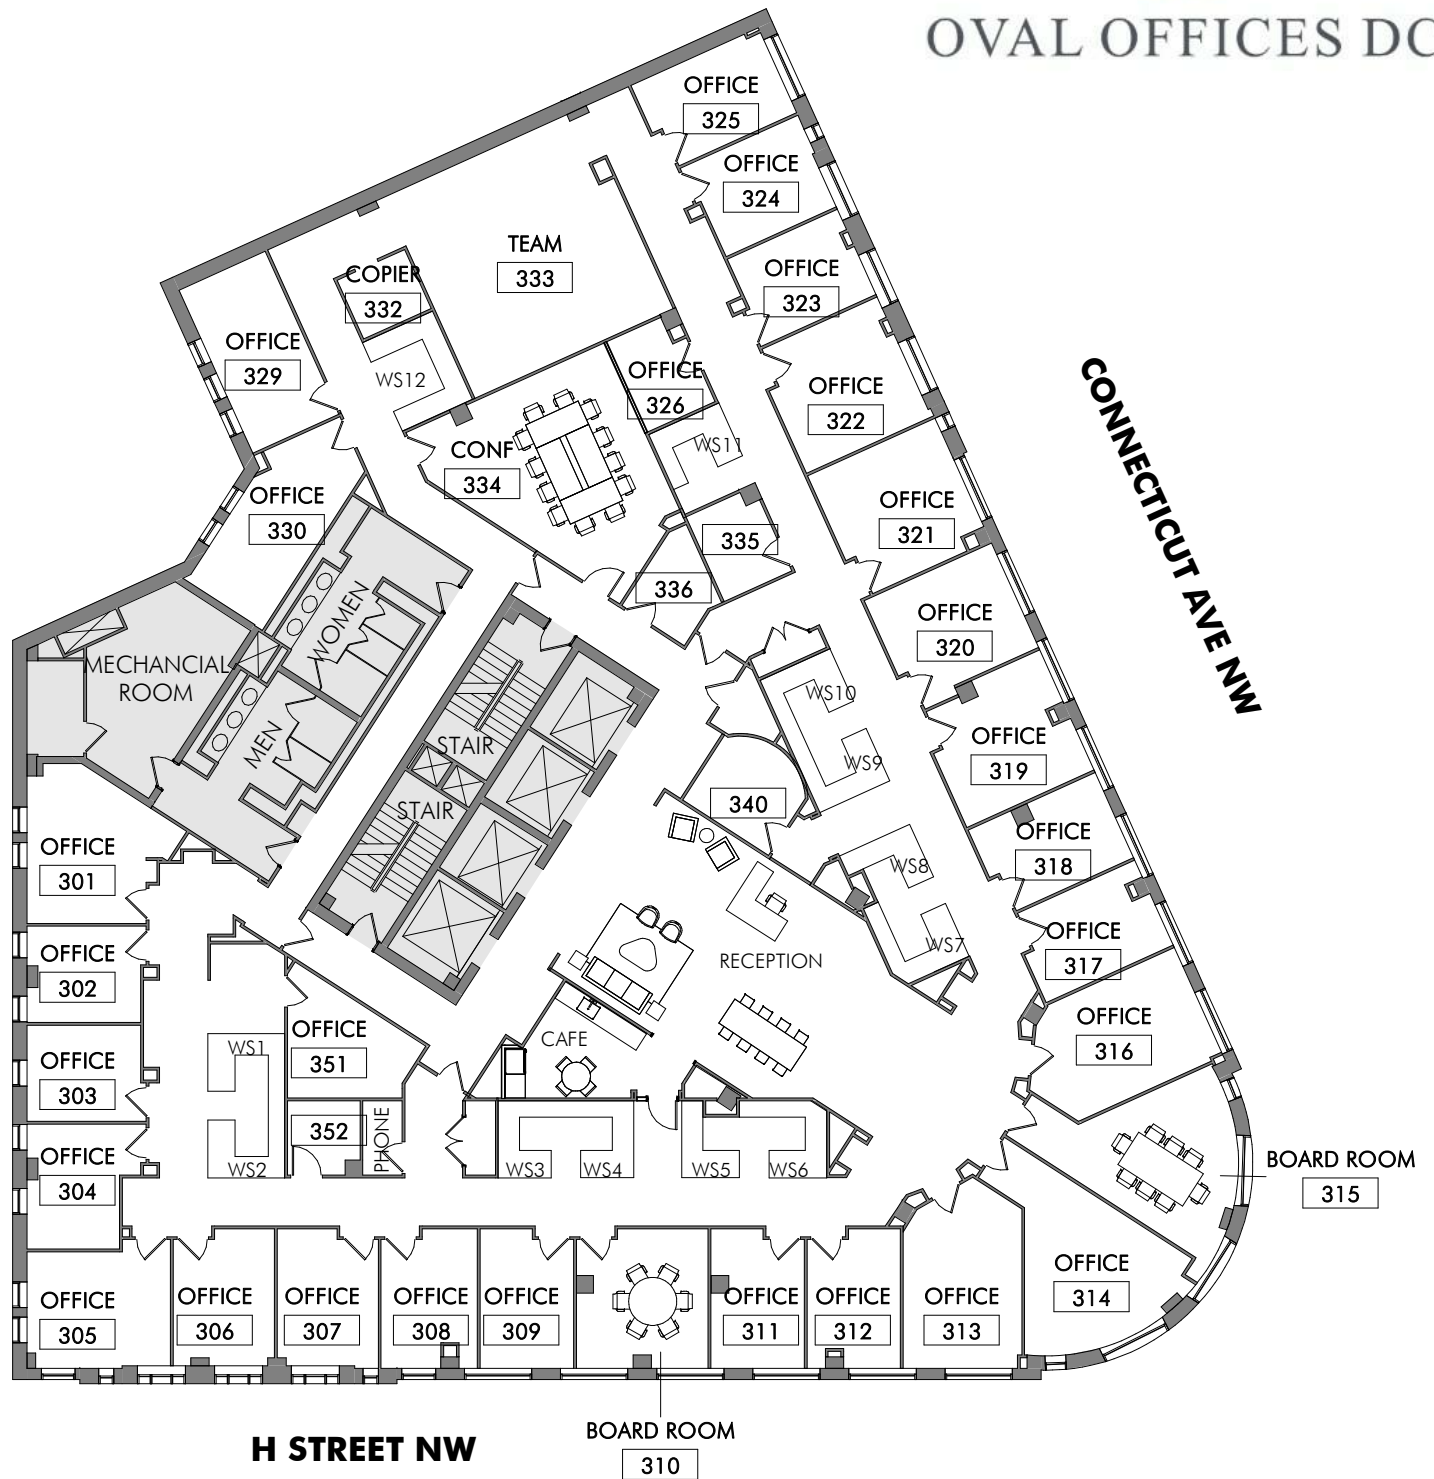 OVAL OFFICES DC
OFFICE
325
OFFICE
324
TEAM
333
OFFICE
323
COPIER
332
OFFICE
329
WS12
OFFICE
326
OFFICE
322
CONNECTICUT AVE NW
WS11
CONF
334
OFFICE
330
OFFICE
321
335
336
WOMEN
OFFICE
320
MECHANCIAL
ROOM
WS10
MEN
STAIR
OFFICE
319
WS9
340
STAIR
OFFICE
318
OFFICE
301
WS8
OFFICE
317
WS7
OFFICE
302
RECEPTION
OFFICE
316
OFFICE
351
CAFE
WS1
OFFICE
303
352
PHONE
OFFICE
304
WS2
WS3
WS4
WS5
WS6
BOARD ROOM
315
OFFICE
314
OFFICE
305
OFFICE
306
OFFICE
307
OFFICE
308
OFFICE
309
OFFICE
311
OFFICE
312
OFFICE
313
BOARD ROOM
310
H STREET NW